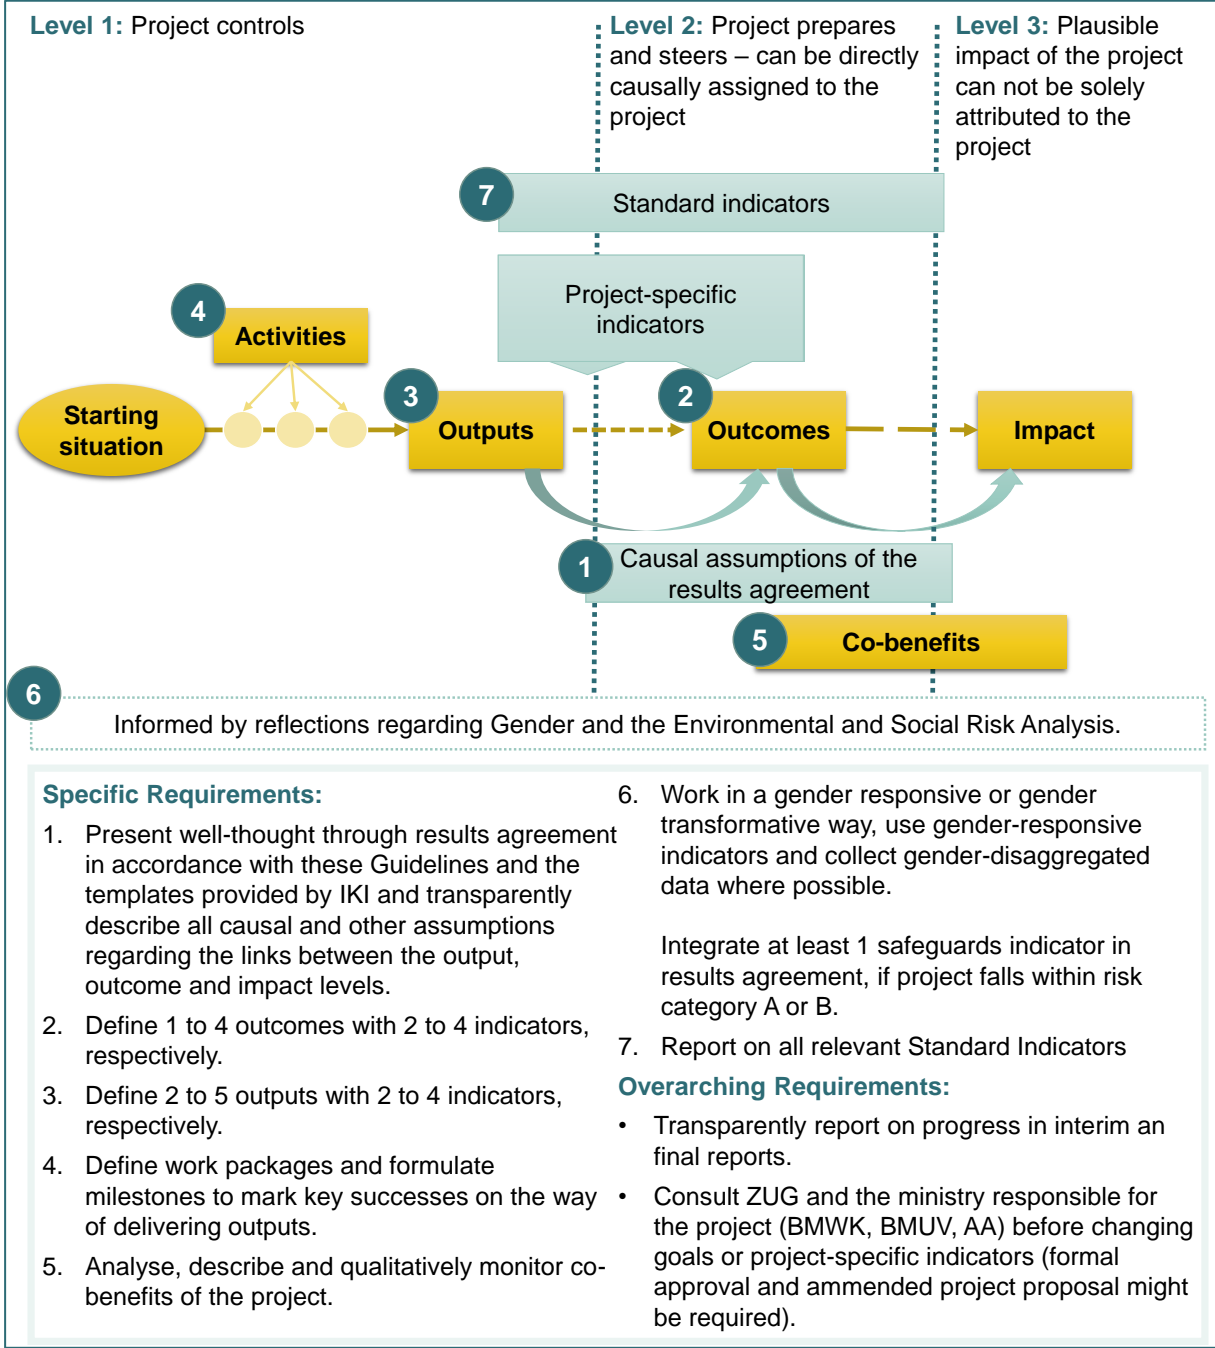 Level 1: Project controls
Level 2: Project prepares
and steers – can be directly
causally assigned to the
project
Level 3: Plausible
impact of the project
can not be solely
attributed to the
project
7
Standard indicators
Project-specific
indicators
4
Activities
Starting
situation
3
Outputs
2
Outcomes
Impact
1
Causal assumptions of the
results agreement
5
Co-benefits
6
Informed by reflections regarding Gender and the Environmental and Social Risk Analysis.
Specific Requirements:
1. Present well-thought through results agreement
in accordance with these Guidelines and the
templates provided by IKI and transparently
describe all causal and other assumptions
regarding the links between the output,
outcome and impact levels.
2. Define 1 to 4 outcomes with 2 to 4 indicators,
respectively.
3. Define 2 to 5 outputs with 2 to 4 indicators,
respectively.
4. Define work packages and formulate
milestones to mark key successes on the way
of delivering outputs.
5. Analyse, describe and qualitatively monitor co-
benefits of the project.
6. Work in a gender responsive or gender
transformative way, use gender-responsive
indicators and collect gender-disaggregated
data where possible.
Integrate at least 1 safeguards indicator in
results agreement, if project falls within risk
category A or B.
7. Report on all relevant Standard Indicators
Overarching Requirements:
• Transparently report on progress in interim an
final reports.
• Consult ZUG and the ministry responsible for
the project (BMWK, BMUV, AA) before changing
goals or project-specific indicators (formal
approval and ammended project proposal might
be required).